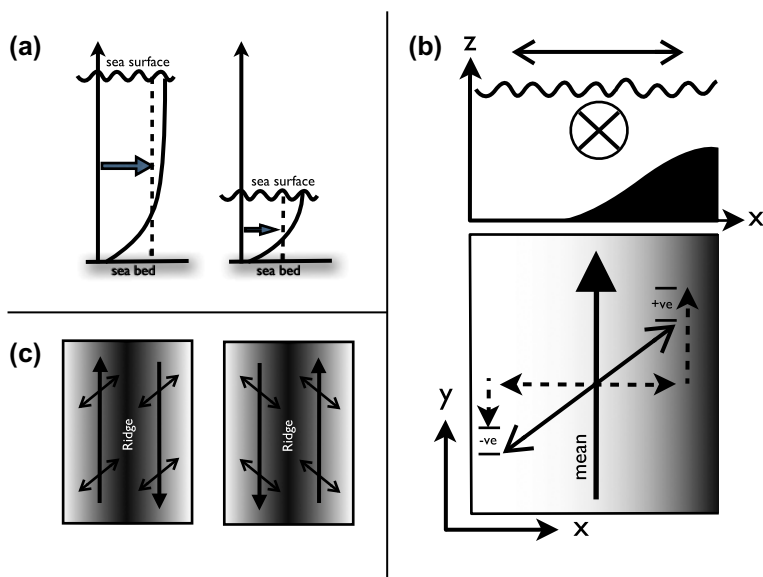 (a)
sea surface
sea surface
sea bed
sea bed
(b)
z
x
+ve
y
-ve
mean
x
(c)
Ridge
Ridge